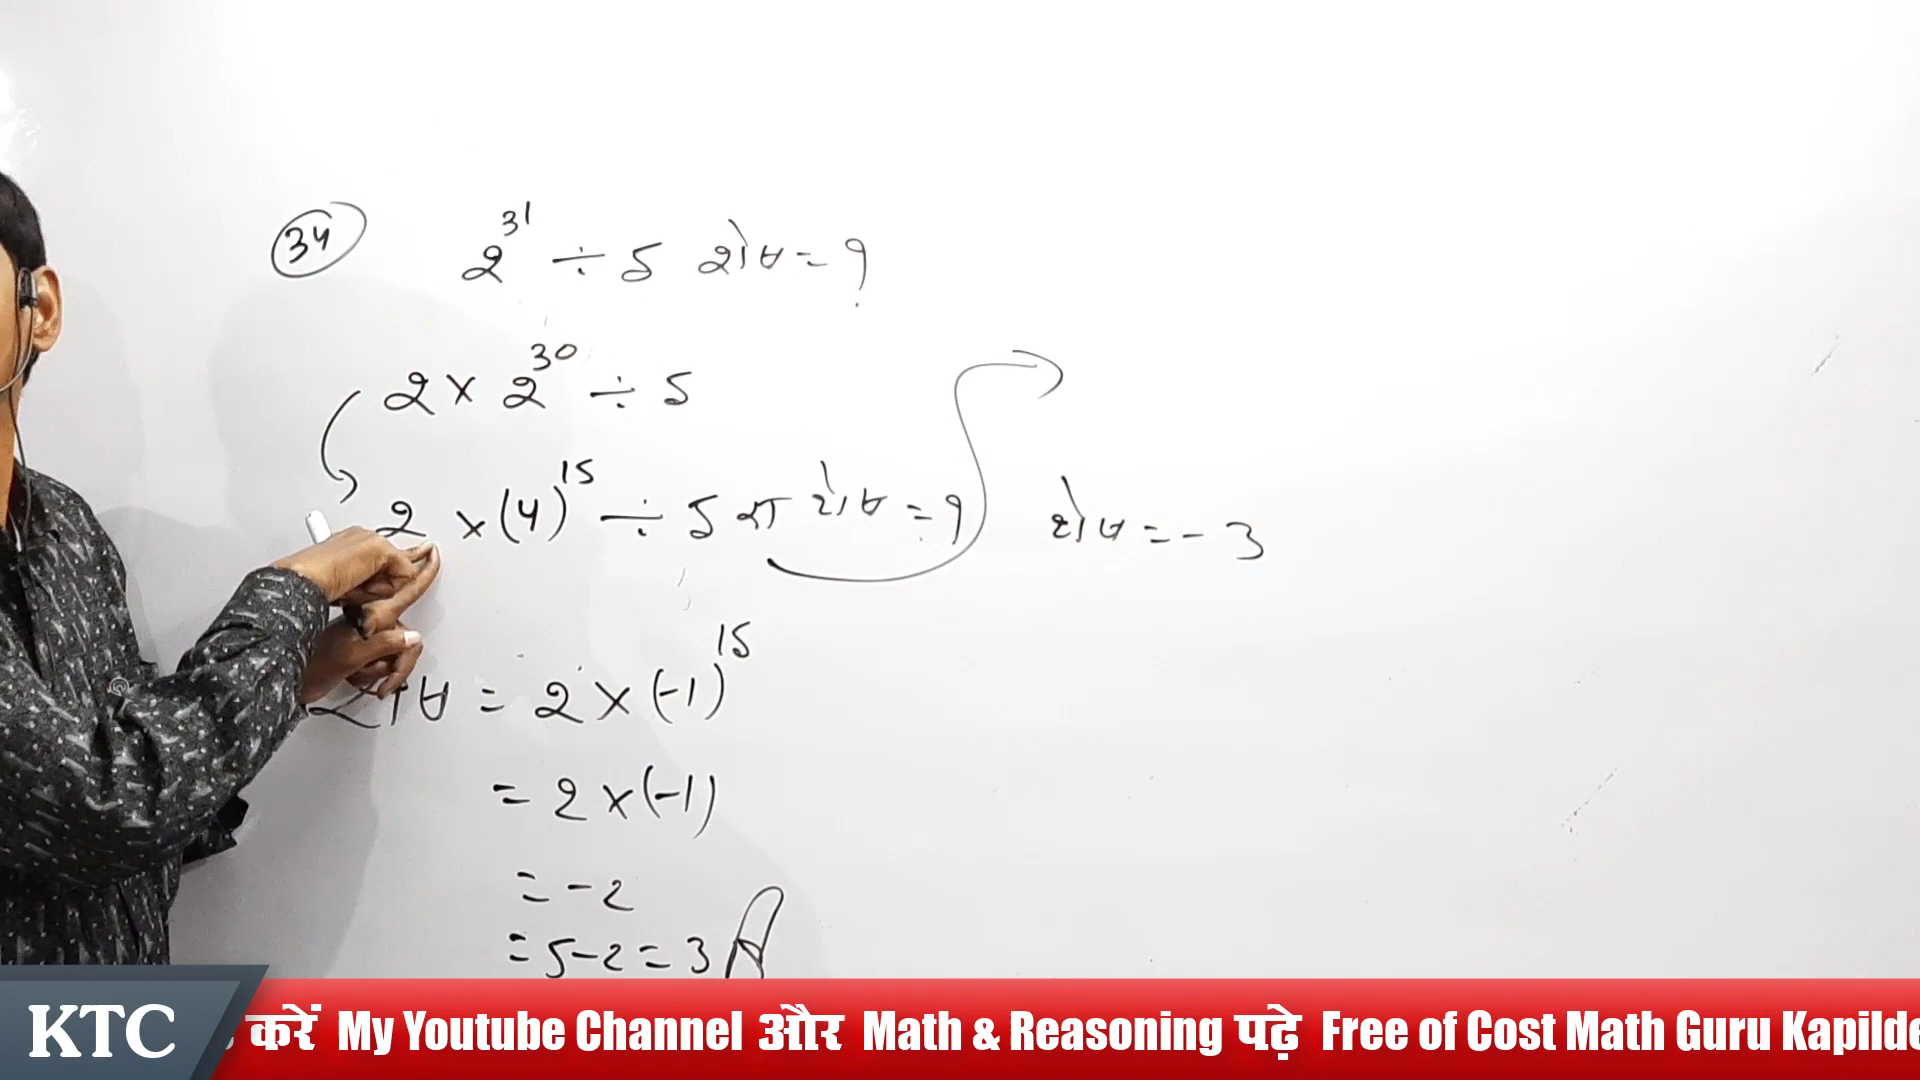 34 2^31 ÷ 5 शेष = ?
2 × 2^30 ÷ 5
2 × (4)^15 ÷ 5 का शेष = ? शेष = -3
शेष = 2 × (-1)^15
= 2 × (-1)
= -2
= 5-2 = 3 A
KTC करें My Youtube Channel और Math & Reasoning पढ़े Free of Cost Math Guru Kapilde